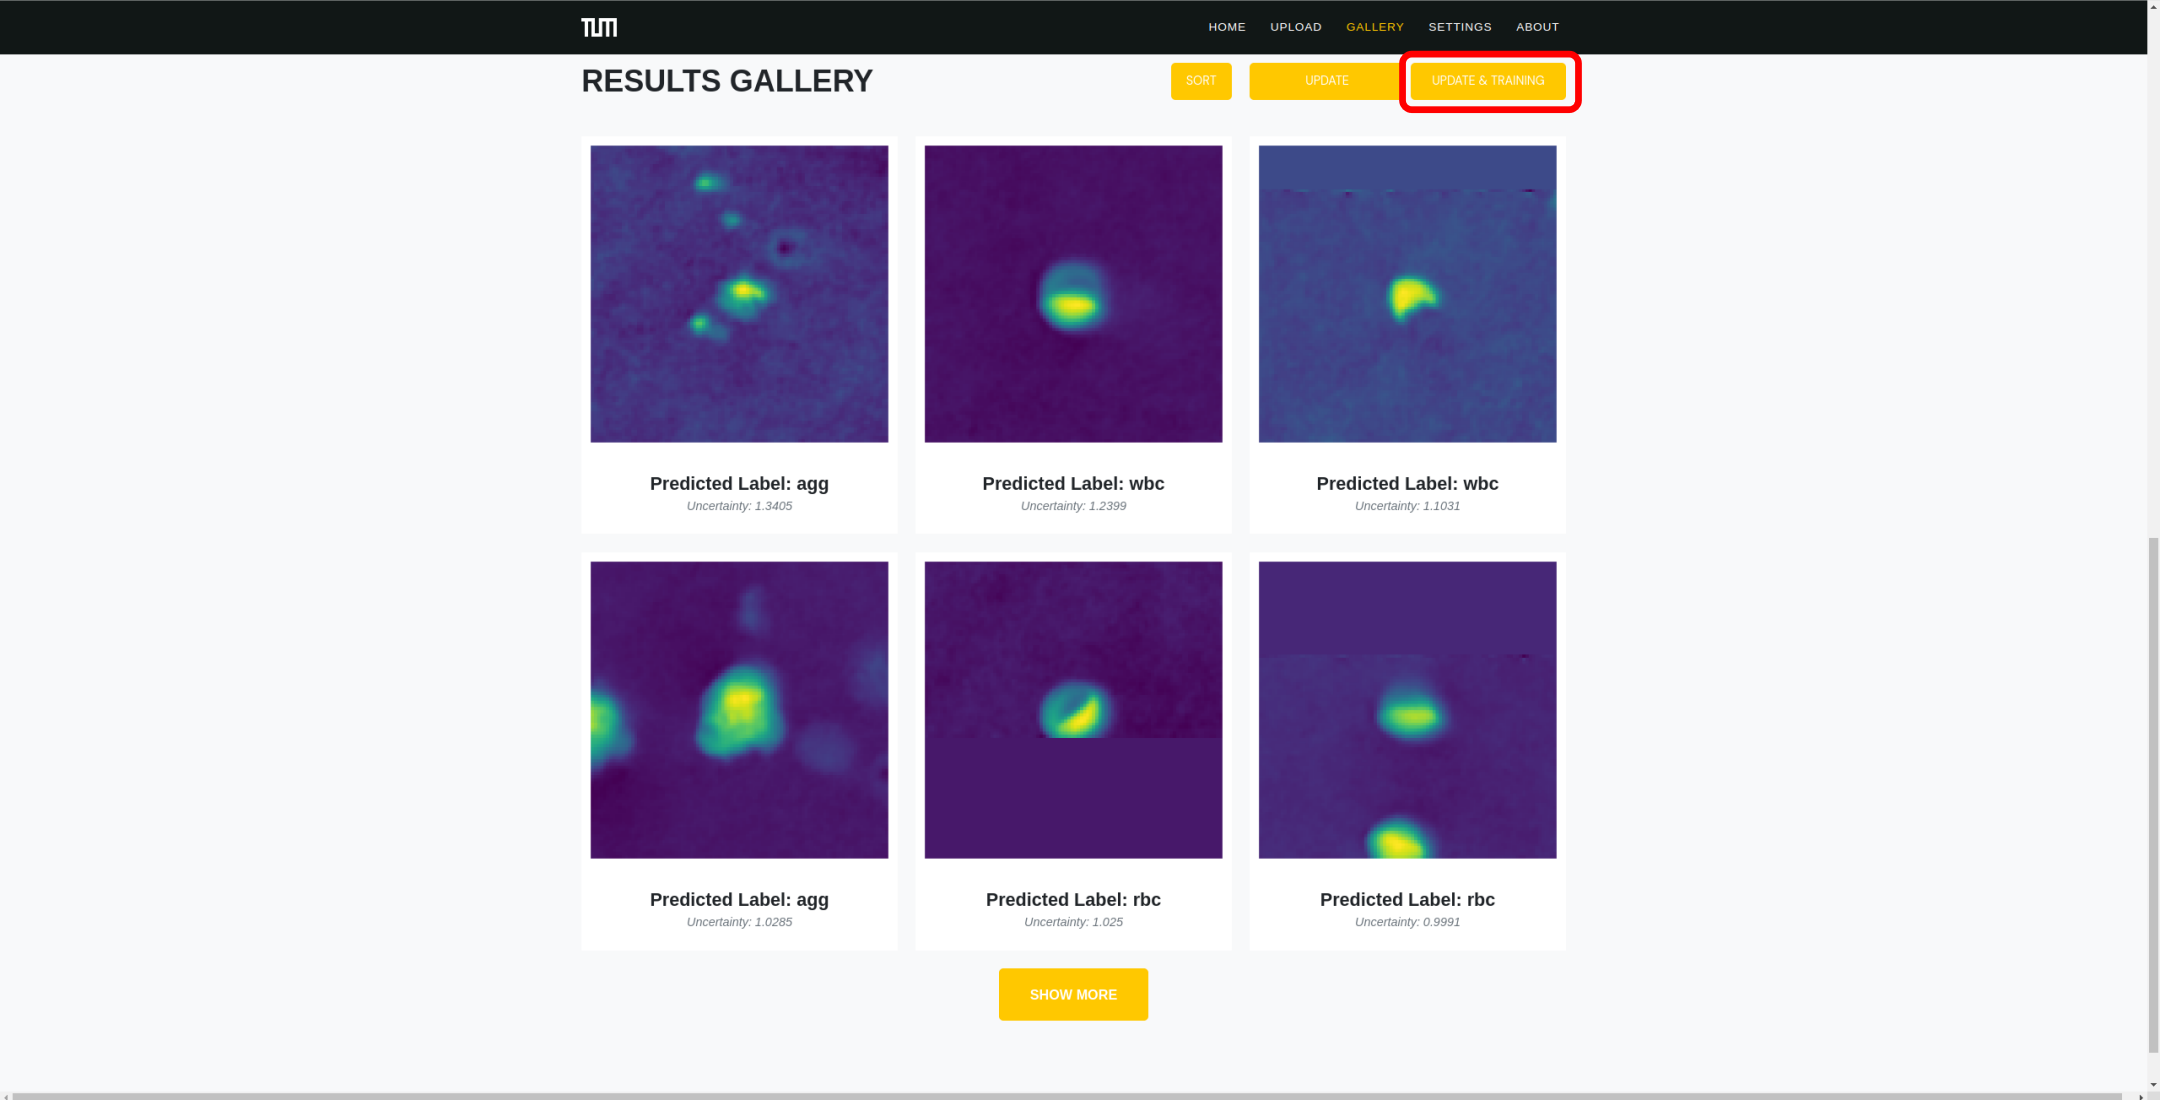 TUM
HOME UPLOAD GALLERY SETTINGS ABOUT
RESULTS GALLERY
SORT UPDATE UPDATE & TRAINING
Predicted Label: agg
Uncertainty: 1.3405
Predicted Label: wbc
Uncertainty: 1.2399
Predicted Label: wbc
Uncertainty: 1.1031
Predicted Label: agg
Uncertainty: 1.0285
Predicted Label: rbc
Uncertainty: 1.025
Predicted Label: rbc
Uncertainty: 0.9991
SHOW MORE